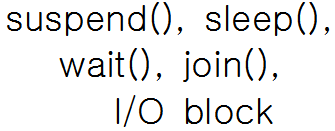 suspend(), sleep(),
wait(), join(),
I/O block